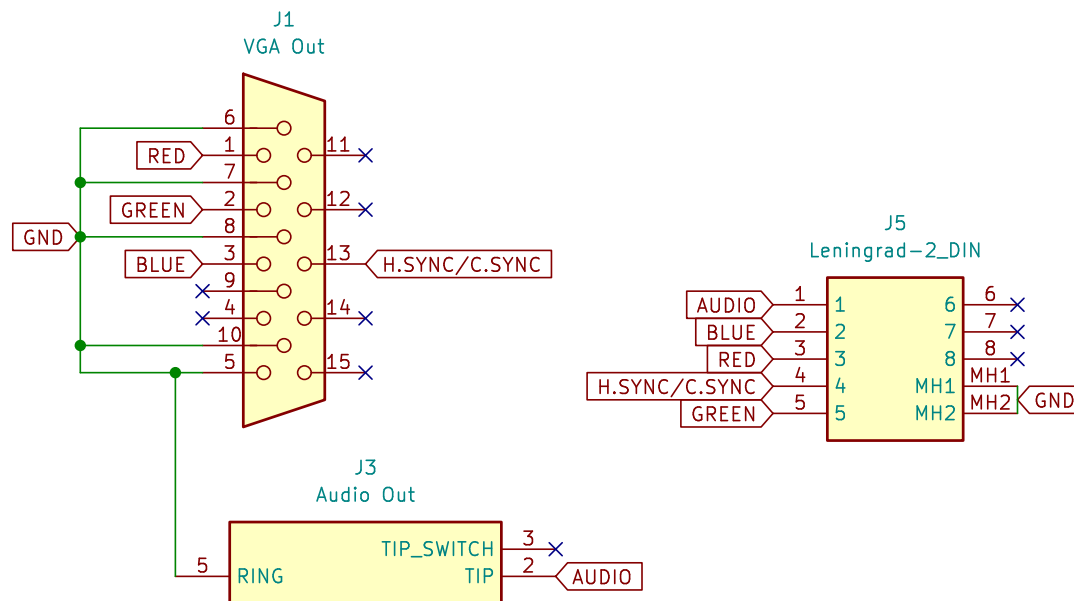 J1
VGA Out
6
RED 1
11
7
GREEN 2
12
GND
8
BLUE 3
13 H.SYNC/C.SYNC
9
4
14
10
5
15
J5
Leningrad-2_DIN
AUDIO 1 1 6 6
BLUE 2 2 7 7
RED 3 3 8 8
H.SYNC/C.SYNC 4 4 MH1 MH1
GREEN 5 5 MH2 MH2
GND
J3
Audio Out
TIP_SWITCH 3
5 RING TIP 2 AUDIO